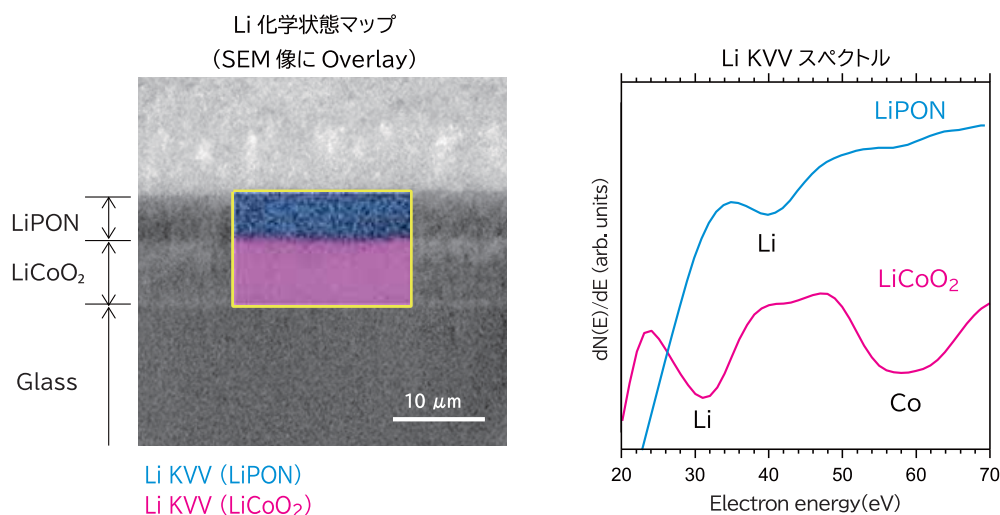 Li 化学状態マップ
（SEM 像に Overlay）
LiPON
LiCoO₂
Glass
10 μm
Li KVV（LiPON）
Li KVV（LiCoO₂）
Li KVV スペクトル
LiPON
Li
LiCoO₂
Li
Co
dN(E)/dE (arb. units)
20 30 40 50 60 70
Electron energy(eV)